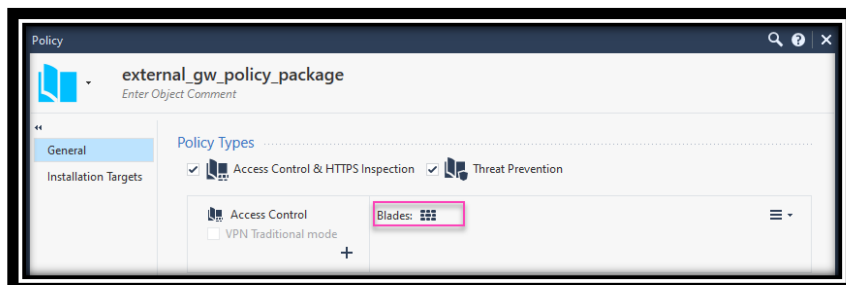 Policy
external_gw_policy_package
Enter Object Comment
General
Installation Targets
Policy Types
Access Control & HTTPS Inspection
Threat Prevention
Access Control
VPN Traditional mode
Blades: